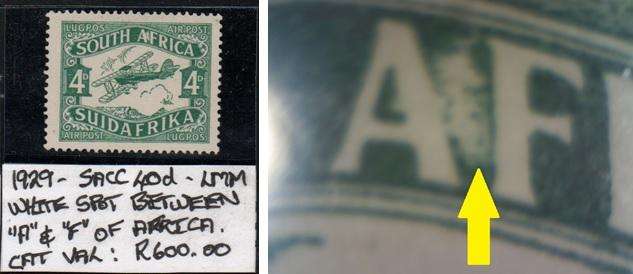 LUGPOS AIR POST
SOUTH AFRICA
4D 4D
SUIDAFRIKA
AIR POST LUGPOS
1929 - SACC 40d - LMM
WHITE SPOT BETWEEN
"A" & "F" OF AFRICA.
CAT VAL: R600.00
AF